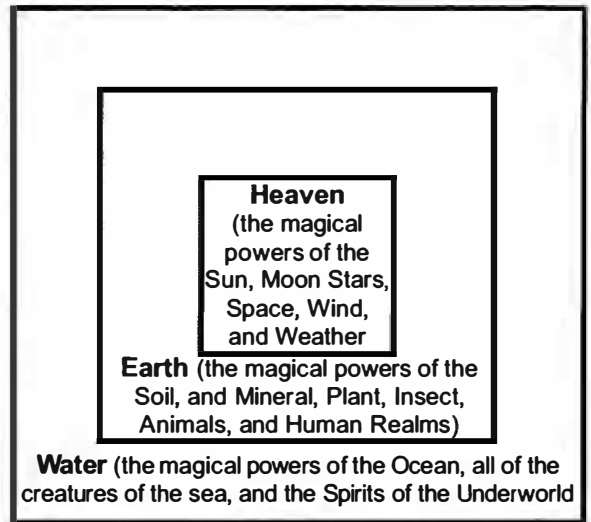 Heaven
(the magical
powers of the
Sun, Moon Stars,
Space, Wind,
and Weather
Earth (the magical powers of the
Soil, and Mineral, Plant, Insect,
Animals, and Human Realms)
Water (the magical powers of the Ocean, all of the
creatures of the sea, and the Spirits of the Underworld